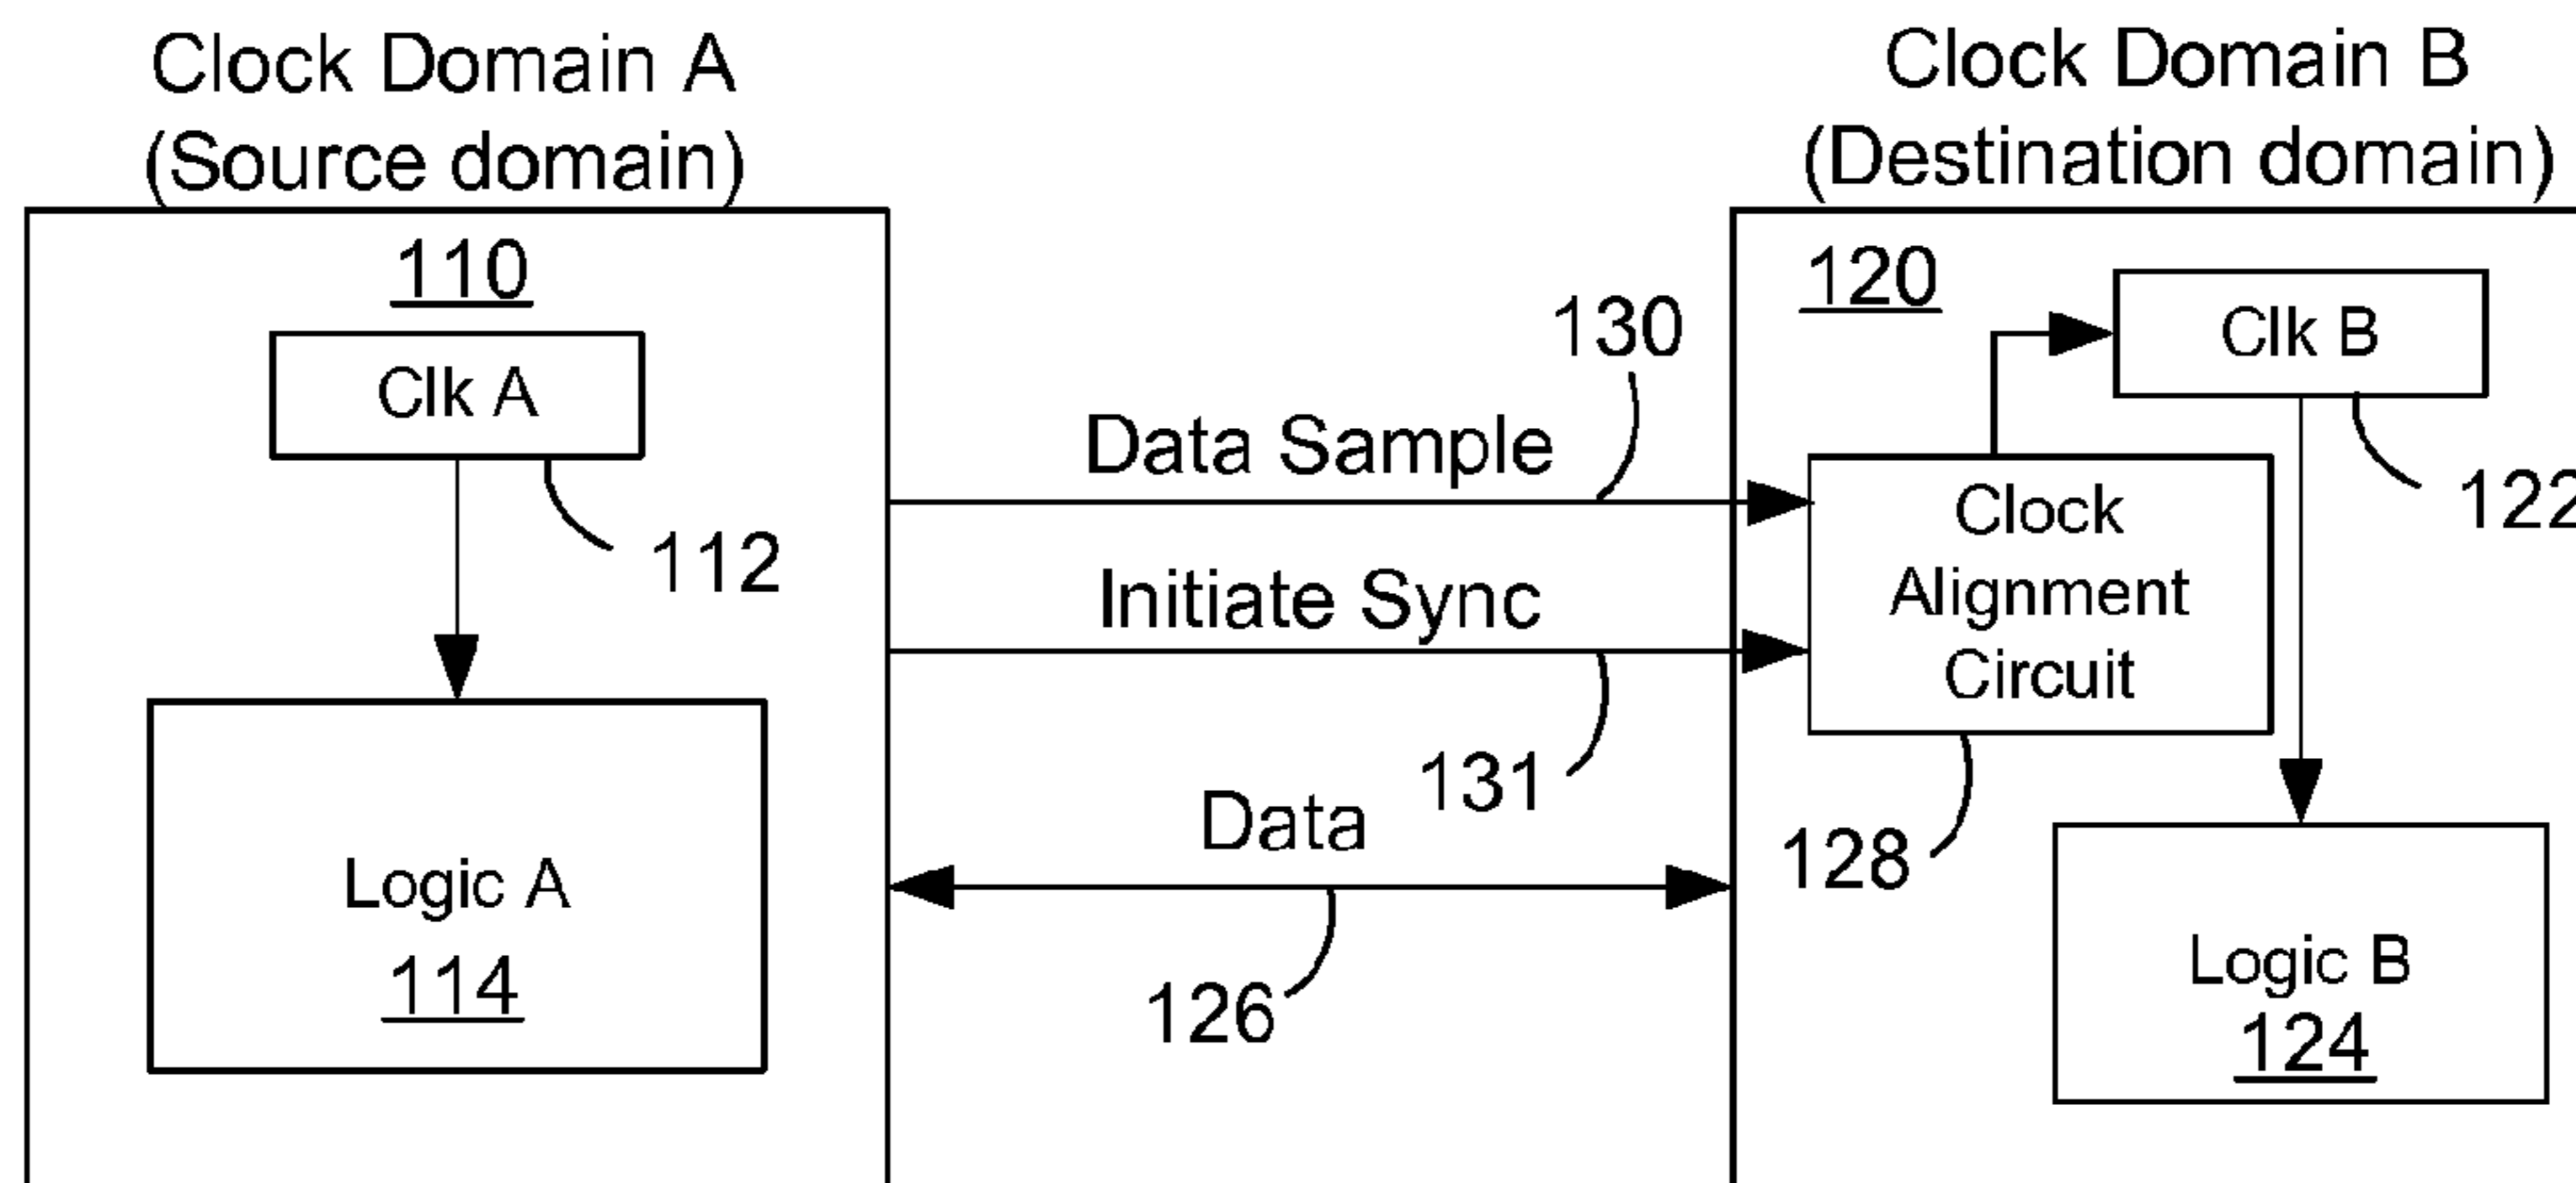 Clock Domain A
(Source domain)
110
Clk A
112
Logic A
114
Data Sample
130
Initiate Sync
131
Data
126
Clock Domain B
(Destination domain)
120
Clk B
122
Clock
Alignment
Circuit
128
Logic B
124